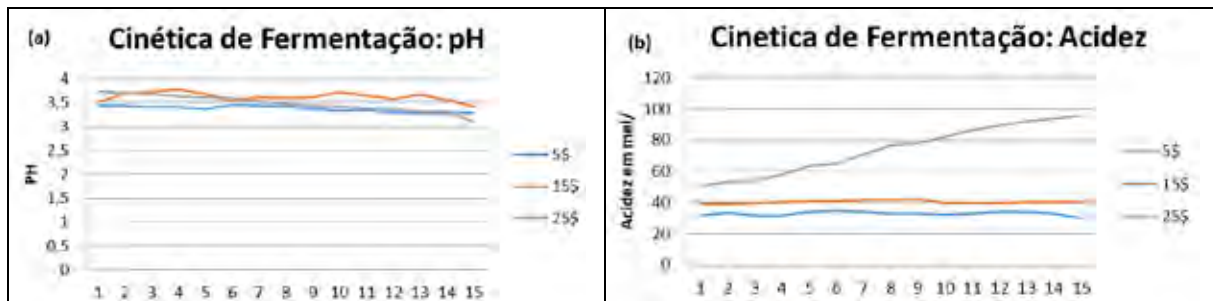 (a)
Cinética de Fermentação: pH
4
3.5
3
2.5
2
1.5
1
0.5
0
PH
1 2 3 4 5 6 7 8 9 10 11 12 13 14 15
5$
15$
25$
(b)
Cinetica de Fermentação: Acidez
120
100
80
60
40
20
0
Acidez em mel/
1 2 3 4 5 6 7 8 9 10 11 12 13 14 15
5$
15$
25$